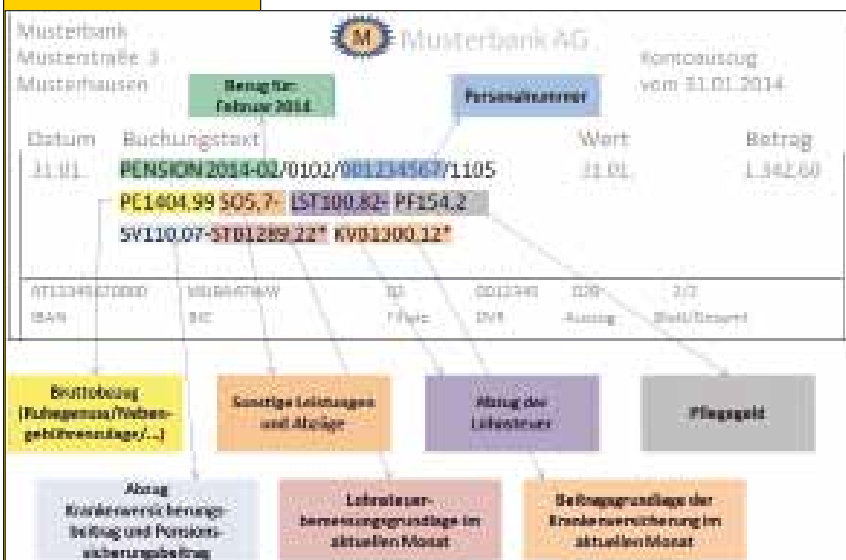 Musterbank
Musterstraße 3
Musterhausen
M Musterbank AG
Kontoauszug
vom 31.01.2014
Bezug für:
Februar 2014
Personalnummer
Datum Buchungstext Wert Betrag
31.01. PENSION 2014-02/0102/001234567/1105 31.01. 1.342,60
PE1404,99 SO5,7- LST100,82- PF154,2
SV110,07-STB1289,22* KVB1300,12*
IBAN BIC DVR Auszug Blatt/Gesamt
Bruttobezug
(Ruhegenuss/Neben-
gebührenzulage/...)
Sonstige Leistungen
und Abzüge
Abzug der
Lohnsteuer
Pflegegeld
Abzug
Krankenversicherungs-
beitrag und Pensions-
sicherungsbeitrag
Lohnsteuer-
bemessungsgrundlage im
aktuellen Monat
Beitragsgrundlage der
Krankenversicherung im
aktuellen Monat